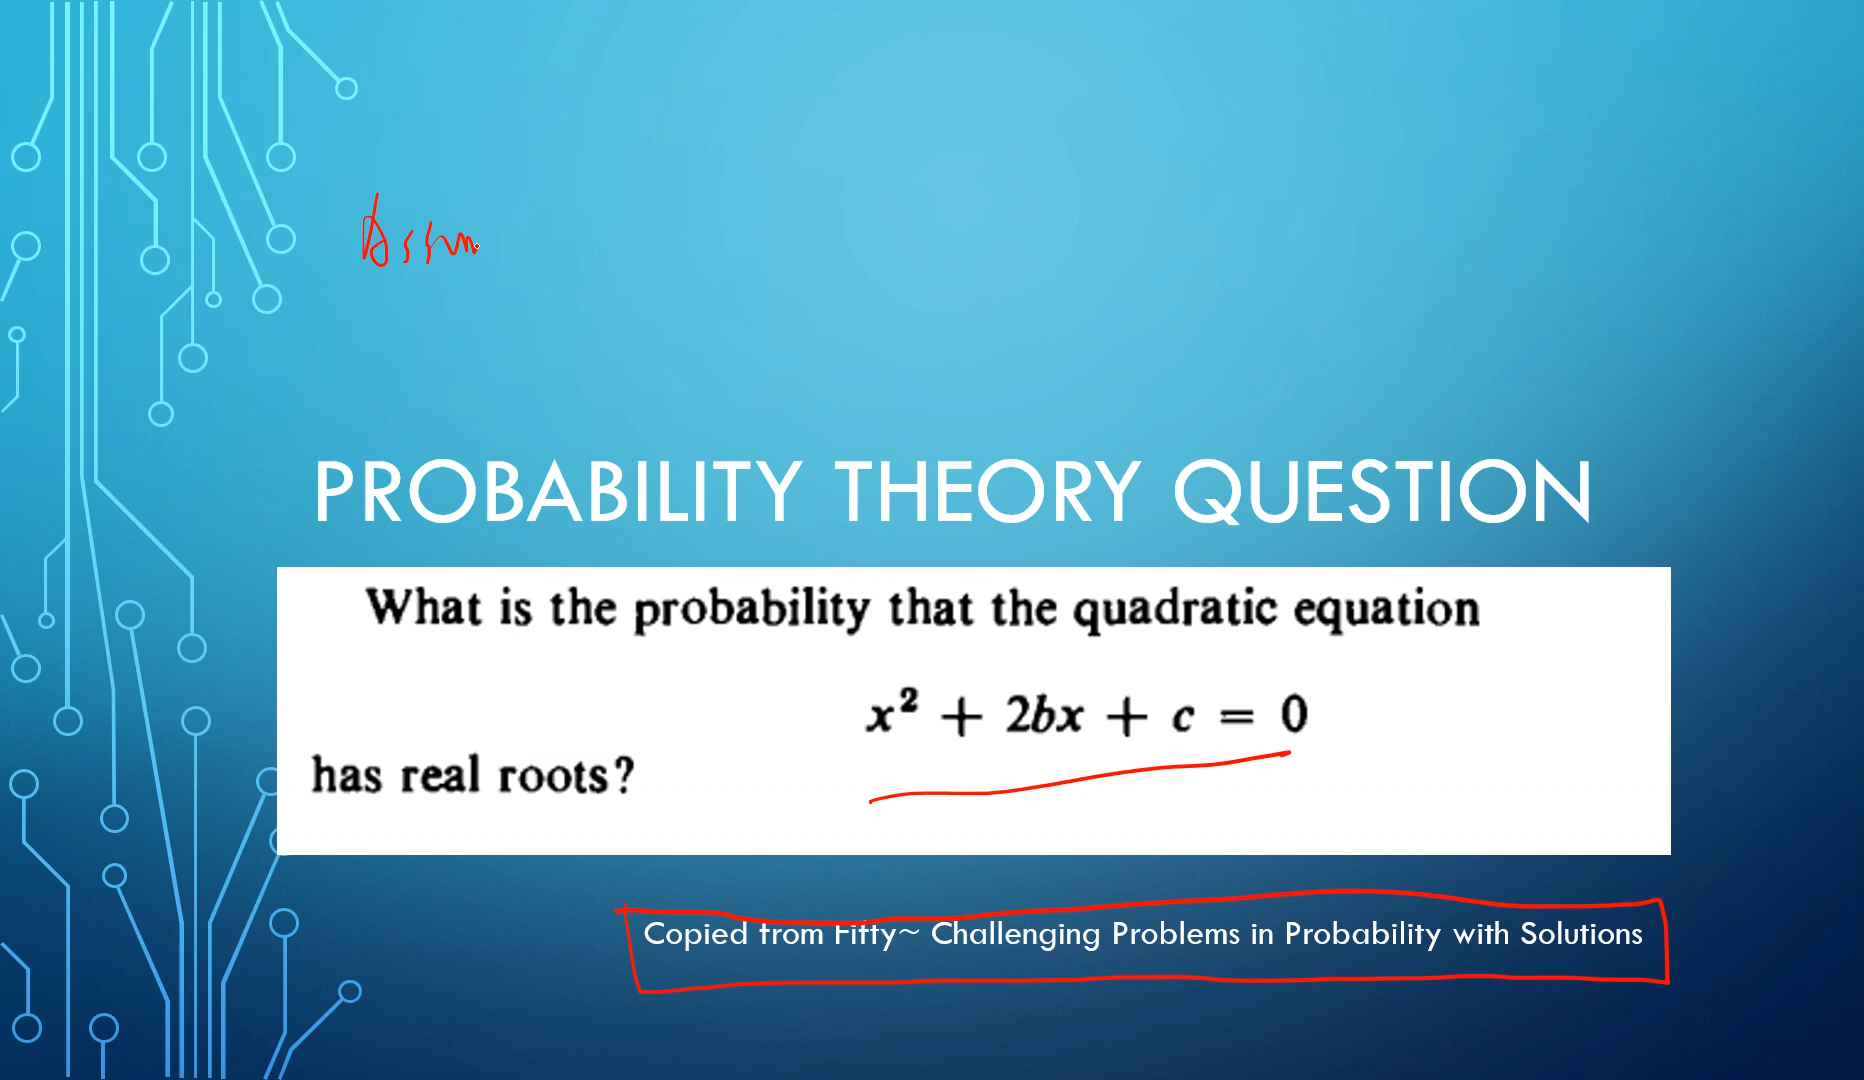 PROBABILITY THEORY QUESTION
What is the probability that the quadratic equation
x² + 2bx + c = 0
has real roots?
Copied from Fifty~ Challenging Problems in Probability with Solutions